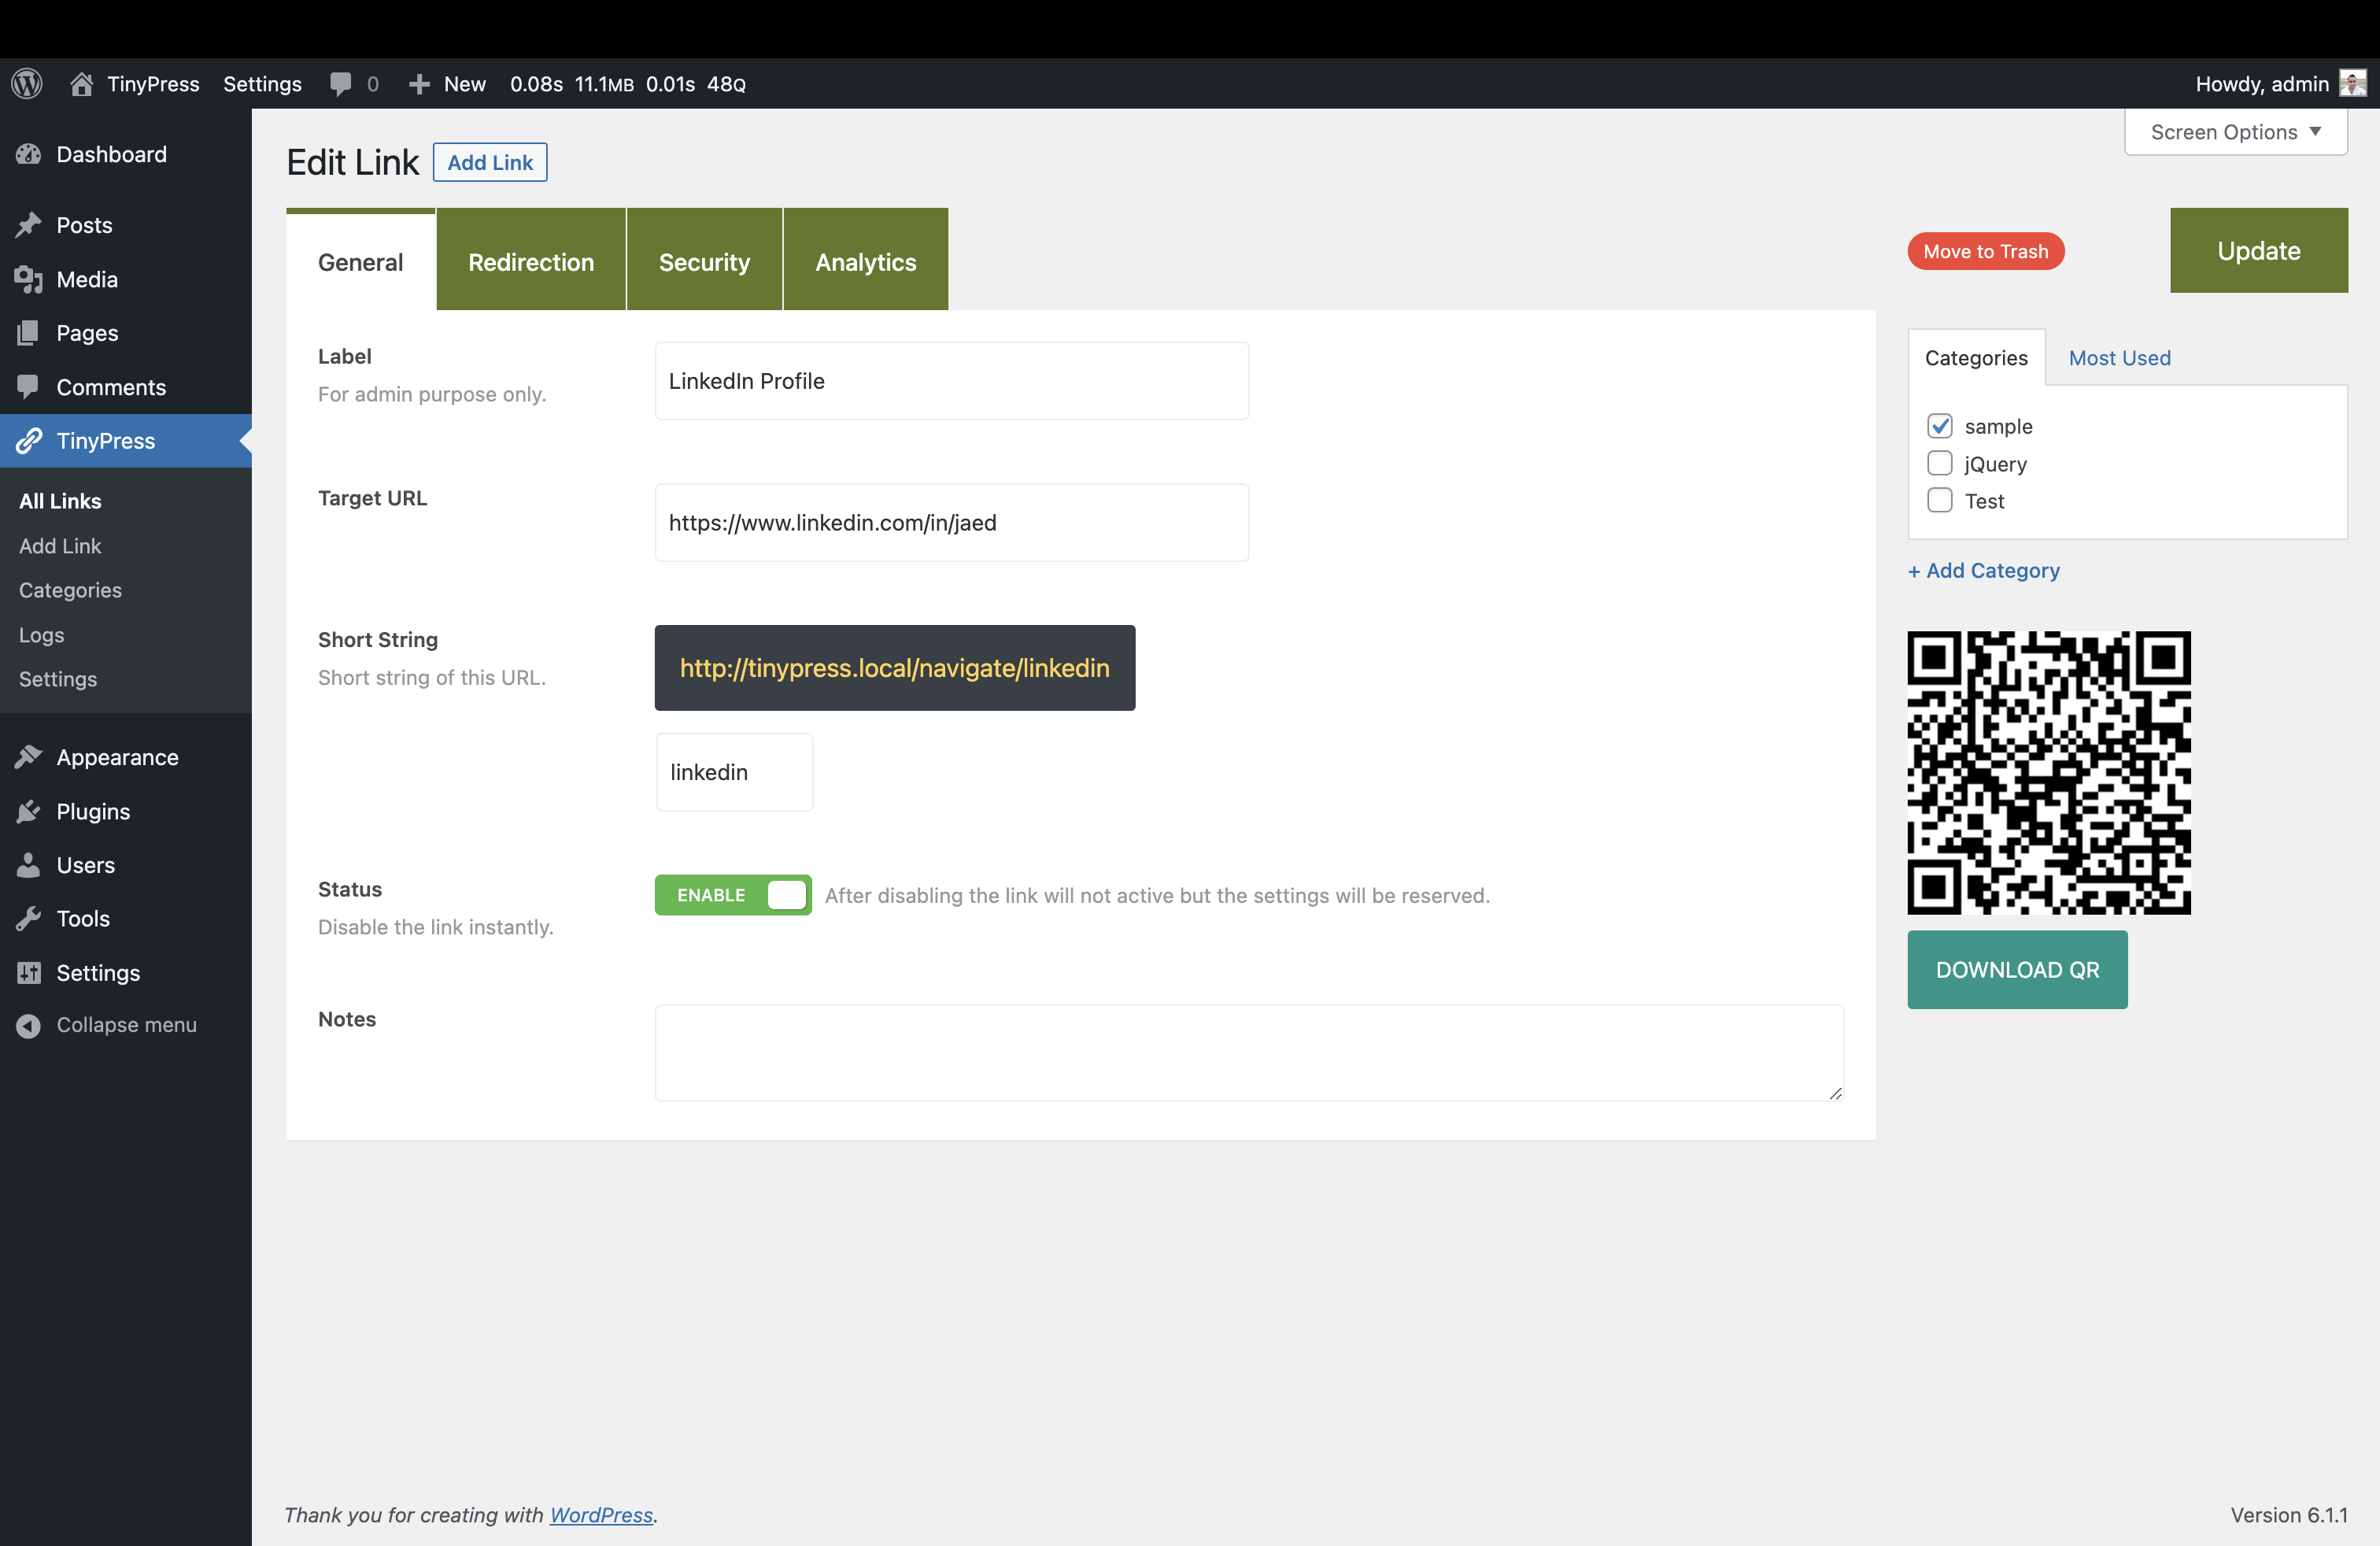 TinyPress Settings 0 New 0.08s 11.1MB 0.01s 48Q Howdy, admin
Screen Options
Dashboard
Posts
Media
Pages
Comments
TinyPress
All Links
Add Link
Categories
Logs
Settings
Appearance
Plugins
Users
Tools
Settings
Collapse menu
Edit Link Add Link
General Redirection Security Analytics
Label
For admin purpose only.
LinkedIn Profile
Target URL
https://www.linkedin.com/in/jaed
Short String
Short string of this URL.
http://tinypress.local/navigate/linkedin
linkedin
Status
Disable the link instantly.
ENABLE
After disabling the link will not active but the settings will be reserved.
Notes
Move to Trash Update
Categories Most Used
sample
jQuery
Test
+ Add Category
DOWNLOAD QR
Thank you for creating with WordPress.
Version 6.1.1